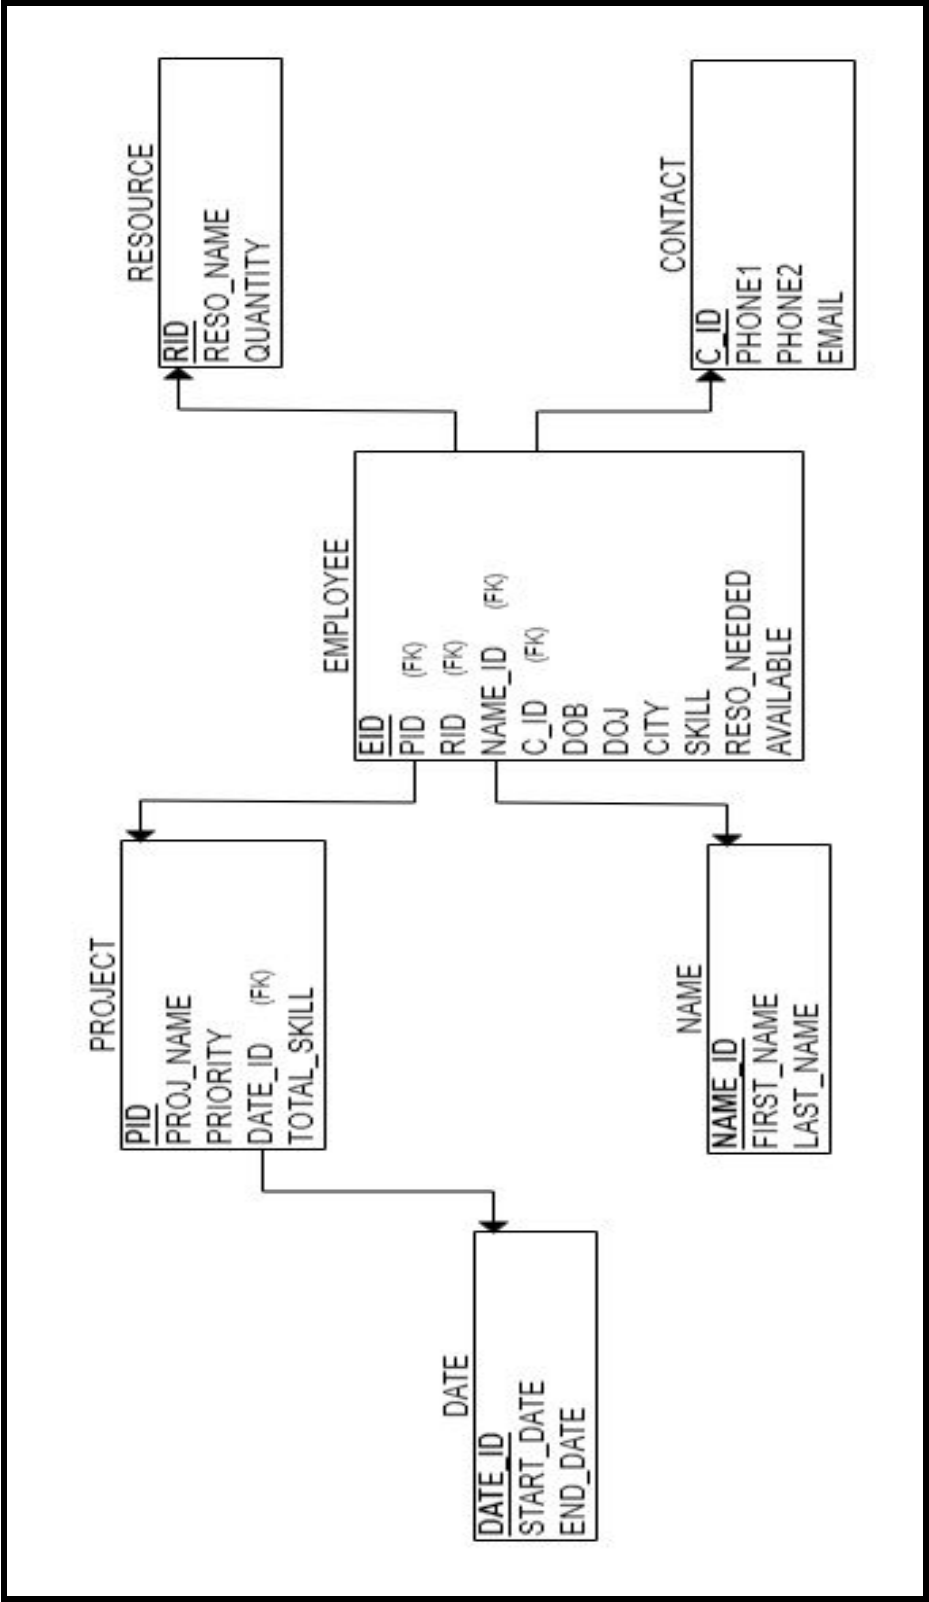 DATE
DATE_ID
START_DATE
END_DATE
PROJECT
PID
PROJ_NAME
PRIORITY
DATE_ID (FK)
TOTAL_SKILL
NAME
NAME_ID
FIRST_NAME
LAST_NAME
EMPLOYEE
EID
PID (FK)
RID (FK)
NAME_ID (FK)
C_ID (FK)
DOB
DOJ
CITY
SKILL
RESO_NEEDED
AVAILABLE
RESOURCE
RID
RESO_NAME
QUANTITY
CONTACT
C_ID
PHONE1
PHONE2
EMAIL